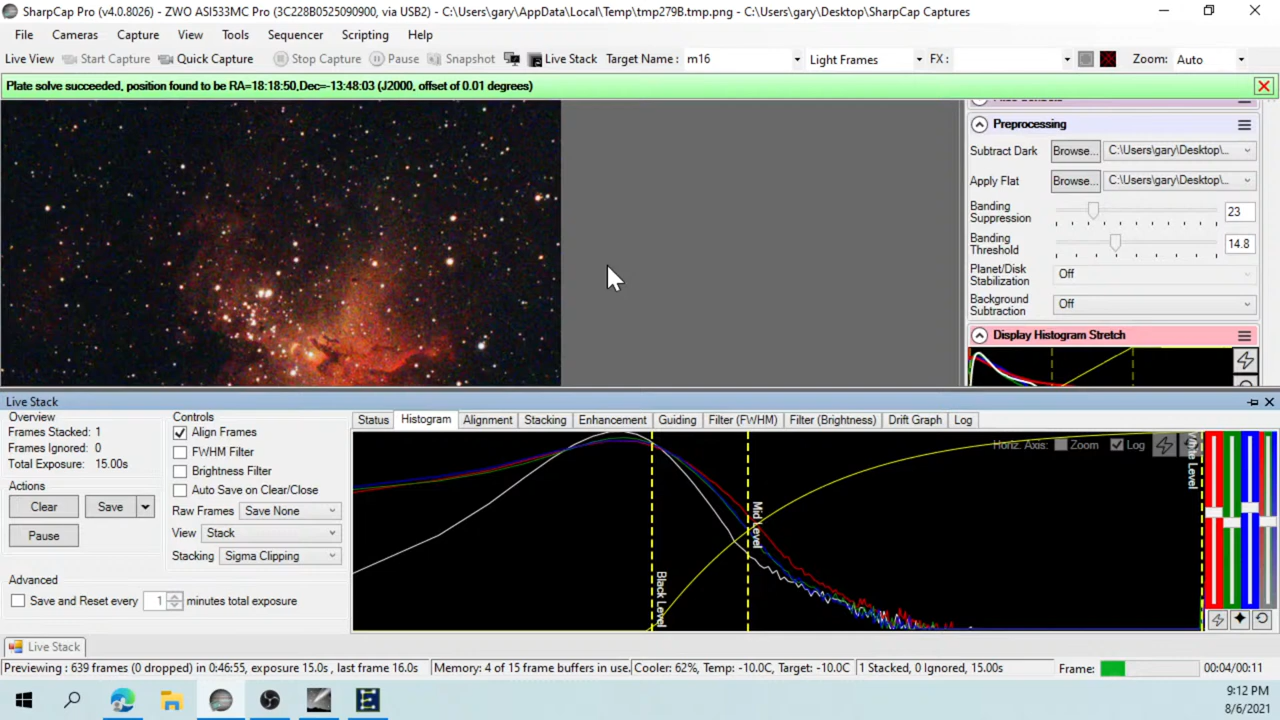 SharpCap Pro (v4.0.8026) - ZWO ASI533MC Pro (3C228B0525090900, via USB2) - C:\Users\gary\AppData\Local\Temp\tmp279B.tmp.png - C:\Users\gary\Desktop\SharpCap Captures
File Cameras Capture View Tools Sequencer Scripting Help
Live View Start Capture Quick Capture Stop Capture Pause Snapshot Live Stack Target Name : m16 Light Frames FX : Zoom: Auto
Plate solve succeeded, position found to be RA=18:18:50,Dec=-13:48:03 (J2000, offset of 0.01 degrees)
Preprocessing
Subtract Dark Browse... C:\Users\gary\Desktop\...
Apply Flat Browse... C:\Users\gary\Desktop\...
Banding Suppression 23
Banding Threshold 14.8
Planet/Disk Stabilization Off
Background Subtraction Off
Display Histogram Stretch
Live Stack
Overview
Frames Stacked: 1
Frames Ignored: 0
Total Exposure: 15.00s
Actions
Clear Save
Pause
Controls
Align Frames
FWHM Filter
Brightness Filter
Auto Save on Clear/Close
Raw Frames Save None
View Stack
Stacking Sigma Clipping
Advanced
Save and Reset every 1 minutes total exposure
Status Histogram Alignment Stacking Enhancement Guiding Filter (FWHM) Filter (Brightness) Drift Graph Log
Horiz. Axis: Zoom Log
Black Level
Mid Level
White Level
Live Stack
Previewing : 639 frames (0 dropped) in 0:46:55, exposure 15.0s , last frame 16.0s Memory: 4 of 15 frame buffers in use. Cooler: 62%, Temp: -10.0C, Target: -10.0C 1 Stacked, 0 Ignored, 15.00s Frame: 00:04/00:11
9:12 PM
8/6/2021